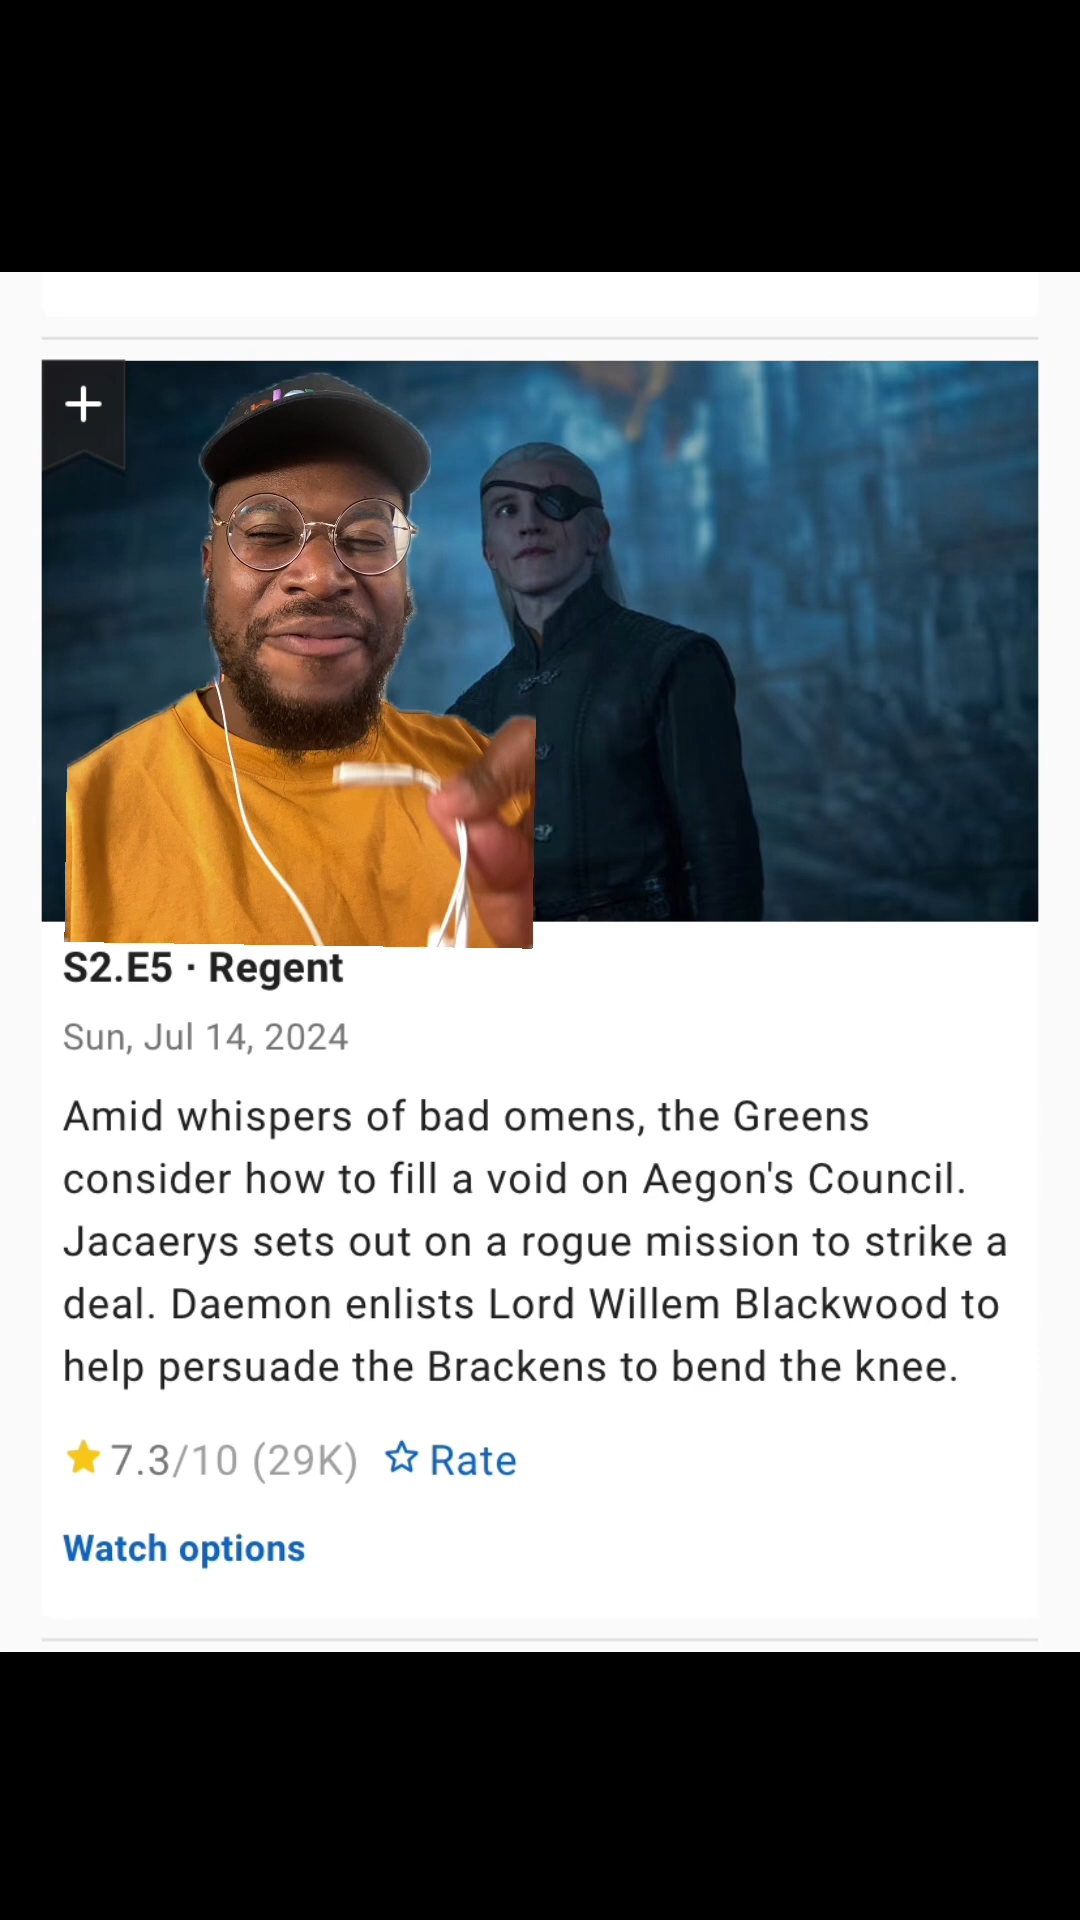 S2.E5 · Regent
Sun, Jul 14, 2024
Amid whispers of bad omens, the Greens
consider how to fill a void on Aegon's Council.
Jacaerys sets out on a rogue mission to strike a
deal. Daemon enlists Lord Willem Blackwood to
help persuade the Brackens to bend the knee.
7.3/10 (29K) Rate
Watch options